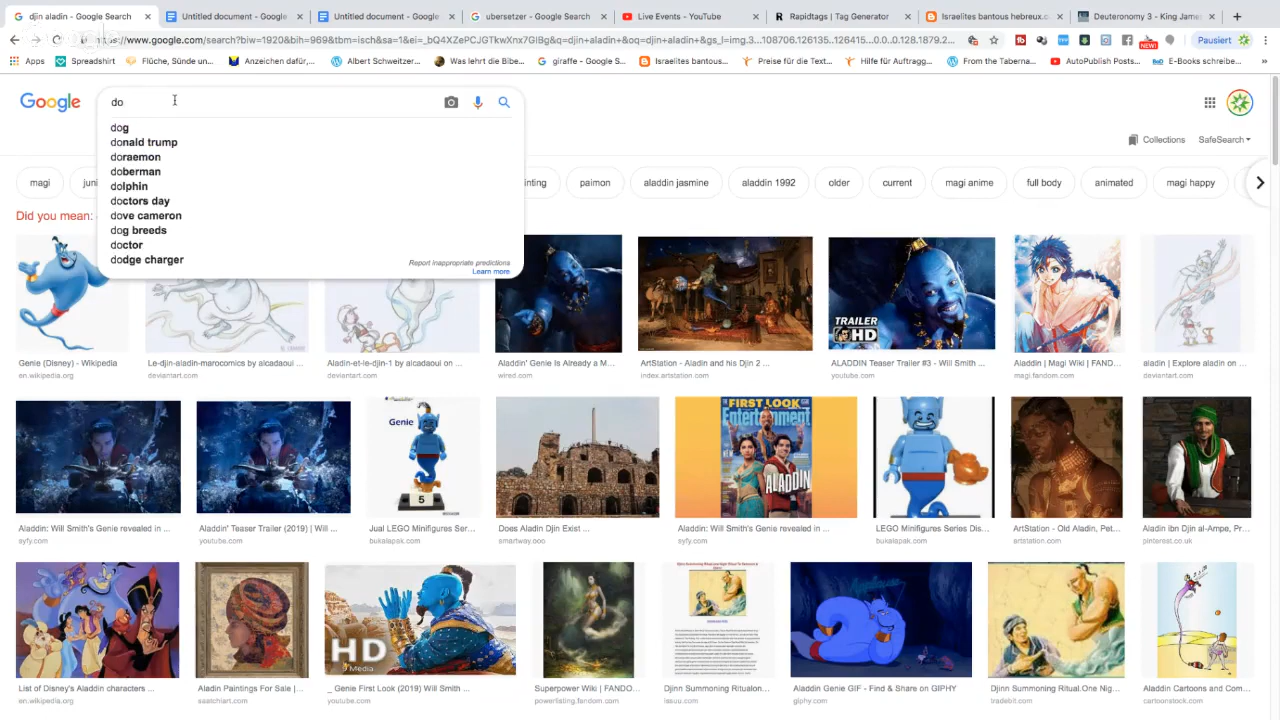 djin aladin - Google Search
Untitled document - Google
Untitled document - Google
ubersetzer - Google Search
Live Events - YouTube
Rapidtags | Tag Generator
Israelites bantous hebreux.c
Deuteronomy 3 - King Jame
Pausiert
Apps
Spreadshirt
Flüche, Sünde un...
Anzeichen dafür,...
Albert Schweitzer...
Was lehrt die Bibe...
giraffe - Google S...
Israelites bantous...
Preise für die Text...
Hilfe für Auftragg...
From the Taberna...
AutoPublish Posts...
E-Books schreibe...
NEW!
Google
do
dog
donald trump
doraemon
doberman
dolphin
doctors day
dove cameron
dog breeds
doctor
dodge charger
Report inappropriate predictions
Learn more
Collections
SafeSearch
magi
juni
inting
paimon
aladdin jasmine
aladdin 1992
older
current
magi anime
full body
animated
magi happy
Did you mean:
TRAILER
HD
Genie (Disney) - Wikipedia
en.wikipedia.org
Le-djin-aladin-marocomics by alcadaoui ...
deviantart.com
Aladin-et-le-djin-1 by alcadaoul on ...
deviantart.com
Aladdin' Genie Is Already a M...
wired.com
ArtStation - Aladin and his Djin 2 ...
index.artstation.com
ALADDIN Teaser Trailer #3 - Will Smith ...
youtube.com
Aladdin | Magi Wiki | FAND...
magi.fandom.com
aladin | Explore aladin on ...
deviantart.com
Genie
5
FIRST LOOK
Entertainment
ALADDIN
Aladdin: Will Smith's Genie revealed in ...
syfy.com
Aladdin' Teaser Trailer (2019) | Will ...
youtube.com
Jual LEGO Minifigures Ser...
bukalapak.com
Does Aladin Djin Exist ...
smartway.ooo
Aladdin: Will Smith's Genie revealed in ...
syfy.com
LEGO Minifigures Series Dis...
bukalapak.com
ArtStation - Old Aladin, Pet...
artstation.com
Aladin ibn Djin al-Ampe, Pr...
pinterest.co.uk
HD
Media
List of Disney's Aladdin characters ...
en.wikipedia.org
Aladin Paintings For Sale | ...
saatchiart.com
_ Genie First Look (2019) Will Smith ...
youtube.com
Superpower Wiki | FANDO...
powerlisting.fandom.com
Djinn Summoning Ritualon...
issuu.com
Aladdin Genie GIF - Find & Share on GIPHY
giphy.com
Djinn Summoning Ritual.One Nig...
tradebit.com
Aladdin Cartoons and Com...
cartoonstock.com